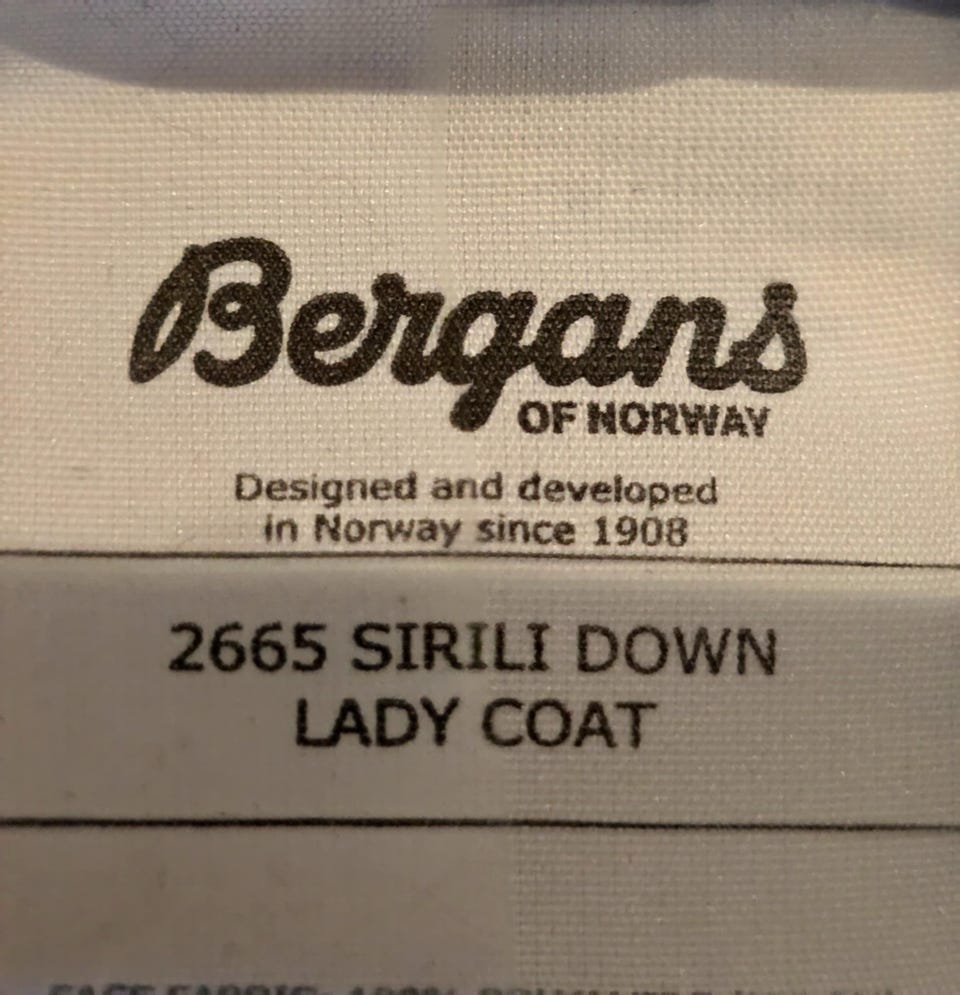 Bergans
OF NORWAY
Designed and developed
in Norway since 1908
2665 SIRILI DOWN
LADY COAT